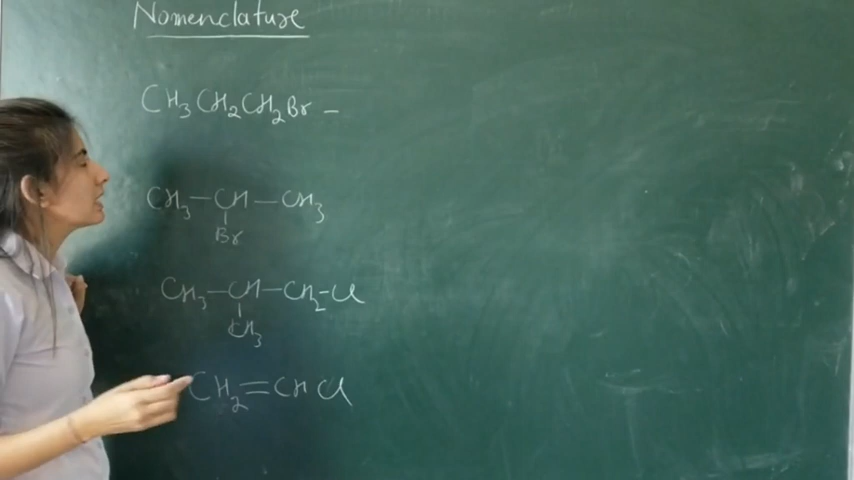 Nomenclature
CH3CH2CH2Br –
CH3–CH–CH3
Br
CH3–CH–CH2–Cl
CH3
CH2=CHCl